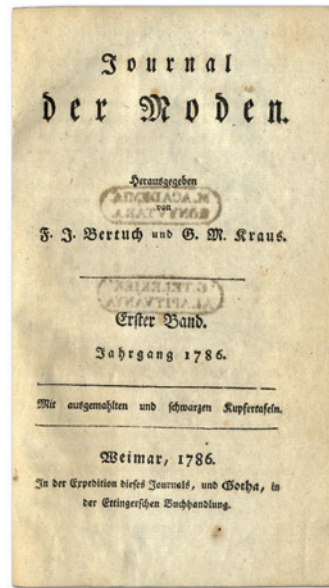 Journal
der Moden.
Herausgegeben
von
F. J. Bertuch und G. M. Kraus.
Erster Band.
Jahrgang 1786.
Mit ausgemahlten und schwarzen Kupfertafeln.
Weimar, 1786.
In der Expedition dieses Journals, und Gotha, in
der Ettingerschen Buchhandlung.